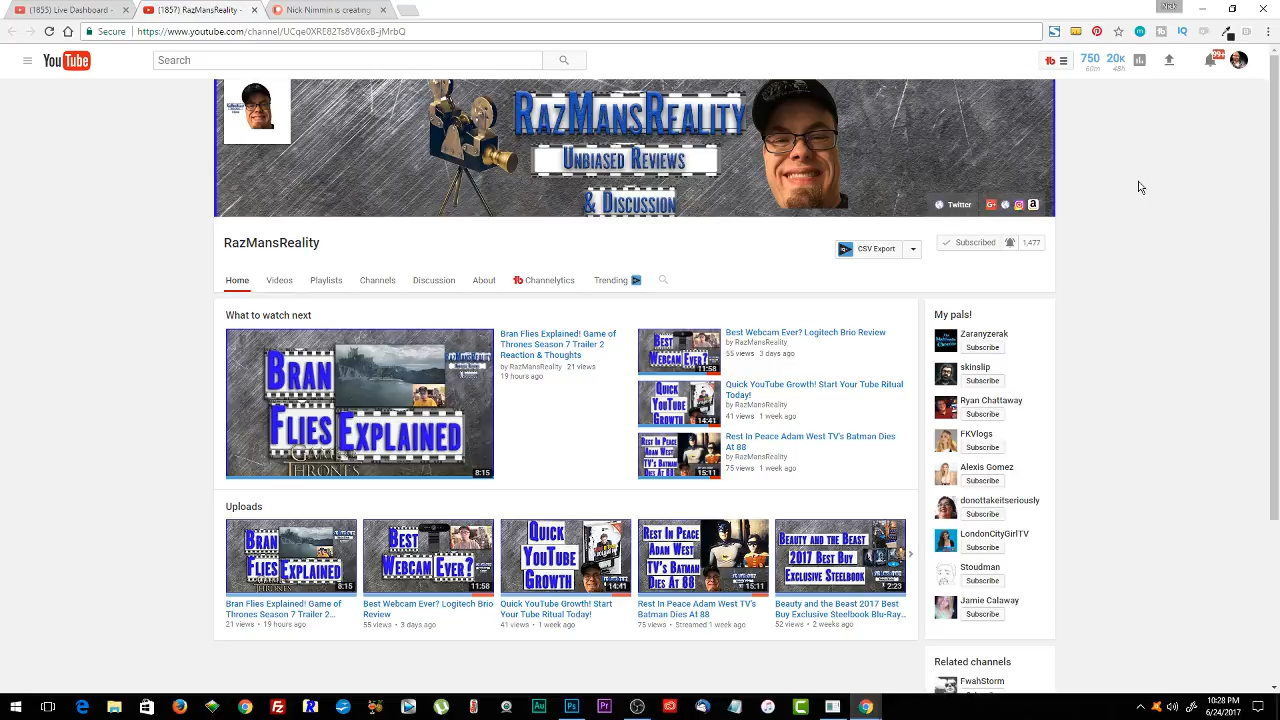 (1855) Live Dashboard -
(1857) RazMansReality -
Nick Nimmin is creating
Nick
Secure
https://www.youtube.com/channel/UCqe0XRE82Ts8V86xB-jMrbQ
YouTube
Search
750
60m
20K
48h
99+
RazMansReality
Unbiased Reviews
& Discussion
Twitter
RazMansReality
CSV Export
Subscribed
1,477
Home
Videos
Playlists
Channels
Discussion
About
Channelytics
Trending
What to watch next
Bran
Flies Explained
Game of
Thrones
8:15
Bran Flies Explained! Game of
Thrones Season 7 Trailer 2
Reaction & Thoughts
by RazMansReality 21 views
19 hours ago
Best
Webcam Ever?
11:58
Best Webcam Ever? Logitech Brio Review
by RazMansReality
55 views 3 days ago
Quick
YouTube
Growth
14:41
Quick YouTube Growth! Start Your Tube Ritual
Today!
by RazMansReality
41 views 1 week ago
Rest In Peace
Adam West
TV's Batman
Dies At 88
15:11
Rest In Peace Adam West TV's Batman Dies
At 88
by RazMansReality
75 views 1 week ago
My pals!
Zaranyzerak
Subscribe
skinslip
Subscribe
Ryan Chattaway
Subscribe
FKVlogs
Subscribe
Alexis Gomez
Subscribe
donottakeitseriously
Subscribe
LondonCityGirlTV
Subscribe
Stoudman
Subscribe
Jamie Calaway
Subscribe
Uploads
Bran
Flies Explained
8:15
Bran Flies Explained! Game of
Thrones Season 7 Trailer 2...
21 views • 19 hours ago
Best
Webcam Ever?
11:58
Best Webcam Ever? Logitech Brio
Review
55 views • 3 days ago
Quick
YouTube
Growth
14:41
Quick YouTube Growth! Start
Your Tube Ritual Today!
41 views • 1 week ago
Rest In Peace
Adam West
TV's Batman
Dies At 88
15:11
Rest In Peace Adam West TV's
Batman Dies At 88
75 views • Streamed 1 week ago
Beauty and the Beast
2017 Best Buy
Exclusive Steelbook
2:23
Beauty and the Beast 2017 Best
Buy Exclusive Steelbook Blu-Ray...
52 views • 2 weeks ago
Related channels
FwahStorm
10:28 PM
6/24/2017